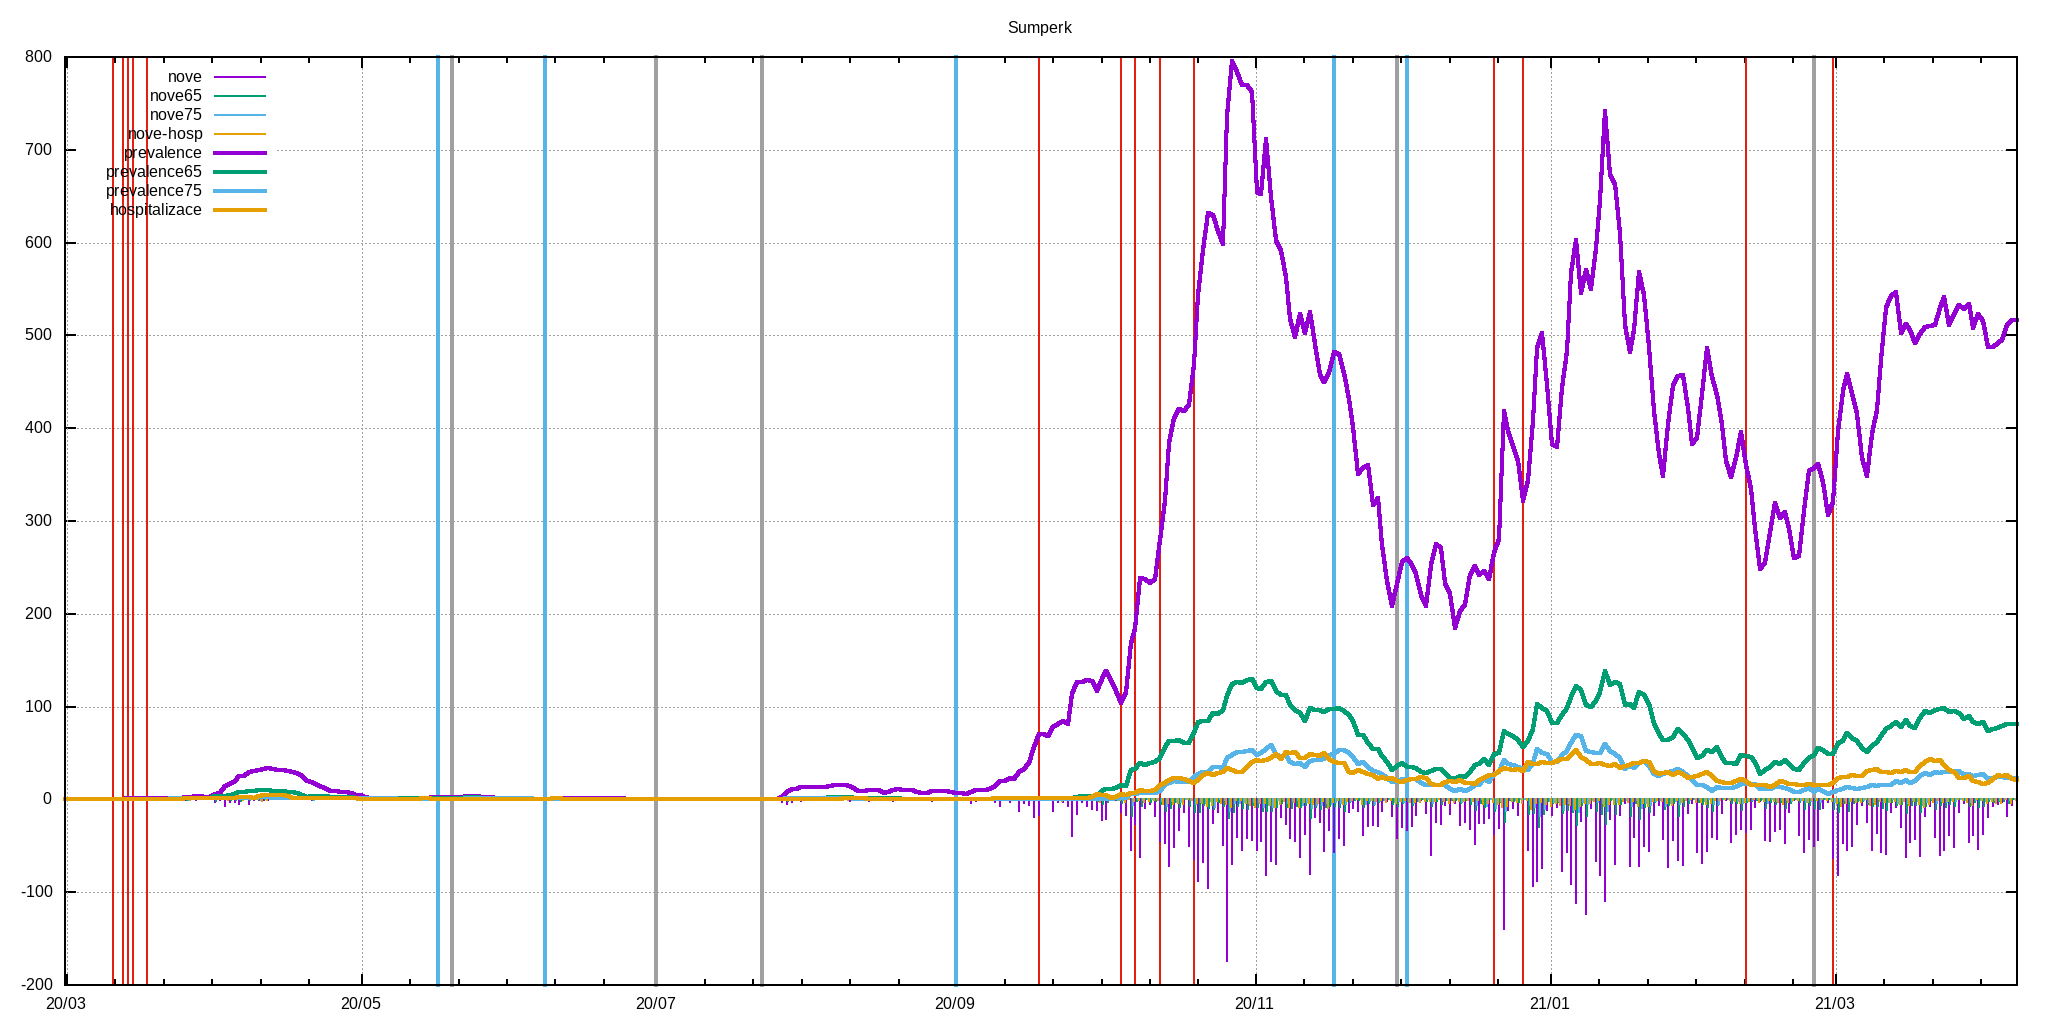 Sumperk
800
700
600
500
400
300
200
100
0
-100
-200
nove
nove65
nove75
nove-hosp
prevalence
prevalence65
prevalence75
hospitalizace
20/03 20/05 20/07 20/09 20/11 21/01 21/03